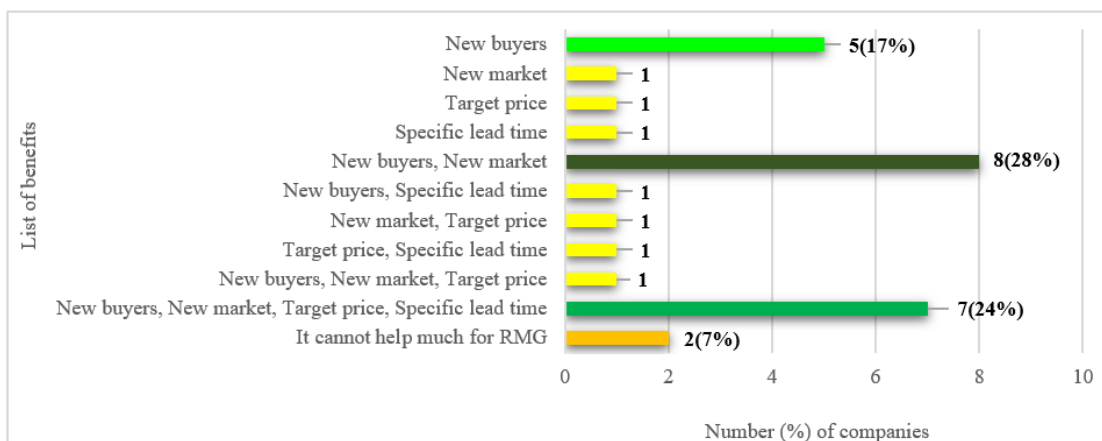 New buyers
5(17%)
New market
1
Target price
1
Specific lead time
1
New buyers, New market
8(28%)
New buyers, Specific lead time
1
New market, Target price
1
Target price, Specific lead time
1
New buyers, New market, Target price
1
New buyers, New market, Target price, Specific lead time
7(24%)
It cannot help much for RMG
2(7%)
List of benefits
0 2 4 6 8 10
Number (%) of companies